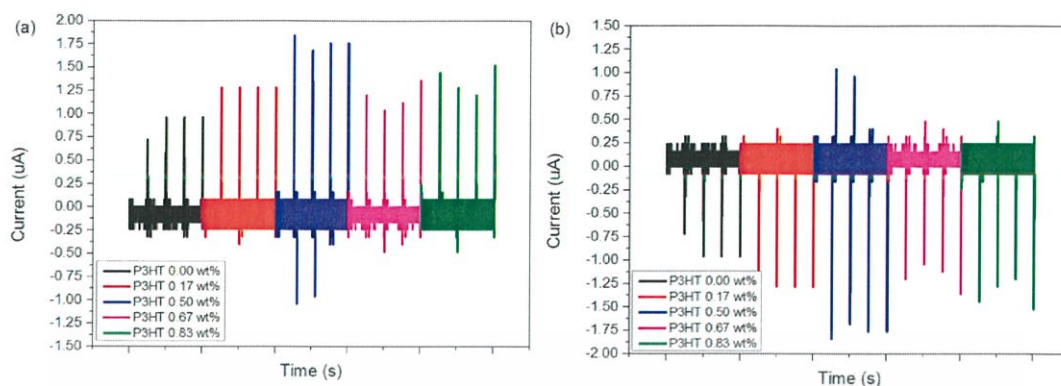 (a)
Current (uA)
2.00
1.75
1.50
1.25
1.00
0.75
0.50
0.25
0.00
-0.25
-0.50
-0.75
-1.00
-1.25
-1.50
P3HT 0.00 wt%
P3HT 0.17 wt%
P3HT 0.50 wt%
P3HT 0.67 wt%
P3HT 0.83 wt%
Time (s)
(b)
Current (uA)
1.50
1.25
1.00
0.75
0.50
0.25
0.00
-0.25
-0.50
-0.75
-1.00
-1.25
-1.50
-1.75
-2.00
P3HT 0.00 wt%
P3HT 0.17 wt%
P3HT 0.50 wt%
P3HT 0.67 wt%
P3HT 0.83 wt%
Time (s)